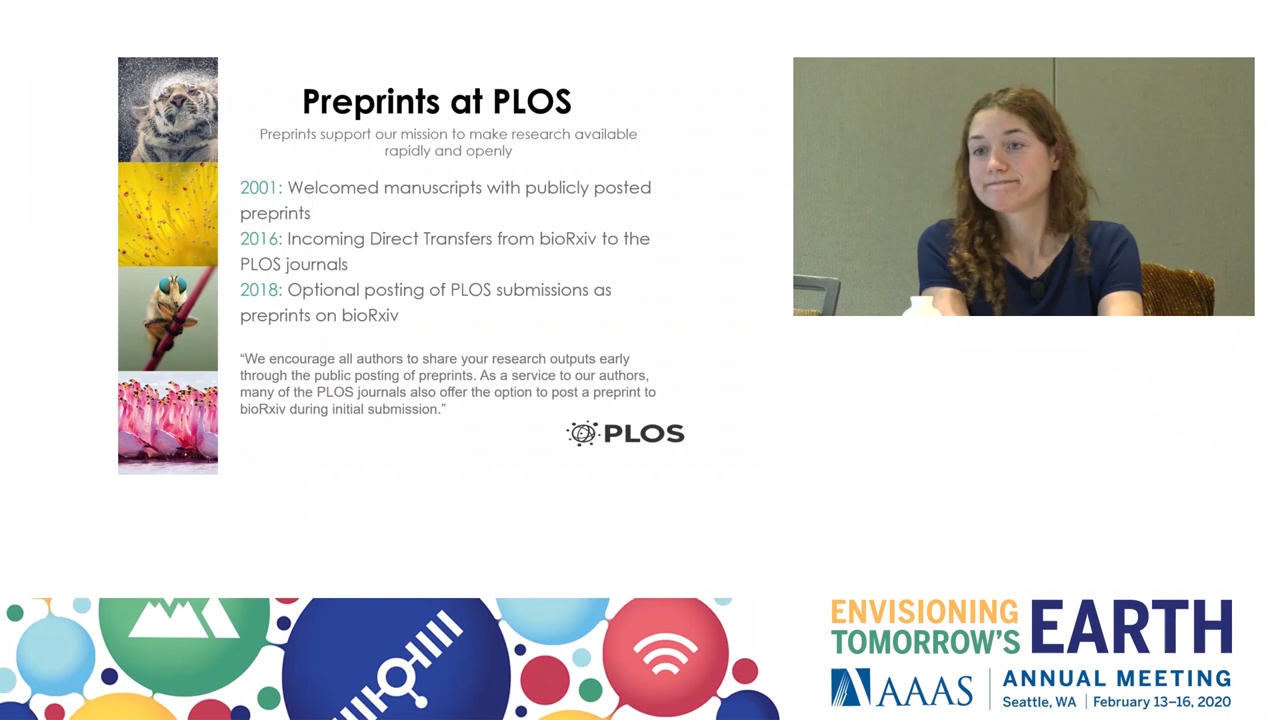 Preprints at PLOS
Preprints support our mission to make research available
rapidly and openly
2001: Welcomed manuscripts with publicly posted
preprints
2016: Incoming Direct Transfers from bioRxiv to the
PLOS journals
2018: Optional posting of PLOS submissions as
preprints on bioRxiv
“We encourage all authors to share your research outputs early
through the public posting of preprints. As a service to our authors,
many of the PLOS journals also offer the option to post a preprint to
bioRxiv during initial submission.”
PLOS
ENVISIONING
TOMORROW'S
EARTH
AAAS
ANNUAL MEETING
Seattle, WA | February 13–16, 2020